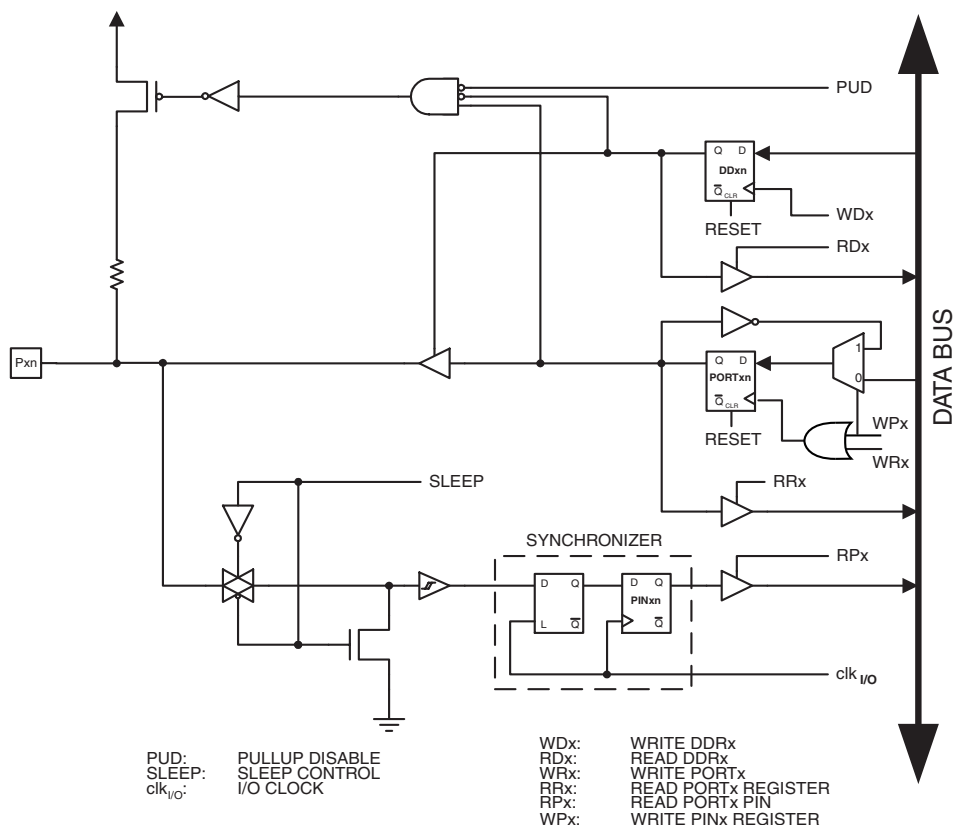 PUD
Q D
DDxn
Q CLR
WDx
RESET
RDx
DATA BUS
Pxn
1
Q D
PORTxn
0
Q CLR
WPx
RESET
WRx
RRx
SLEEP
SYNCHRONIZER
RPx
D Q
L Q
D Q
PINxn
Q
clk I/O
PUD: PULLUP DISABLE
SLEEP: SLEEP CONTROL
clkI/O: I/O CLOCK
WDx: WRITE DDRx
RDx: READ DDRx
WRx: WRITE PORTx
RRx: READ PORTx REGISTER
RPx: READ PORTx PIN
WPx: WRITE PINx REGISTER